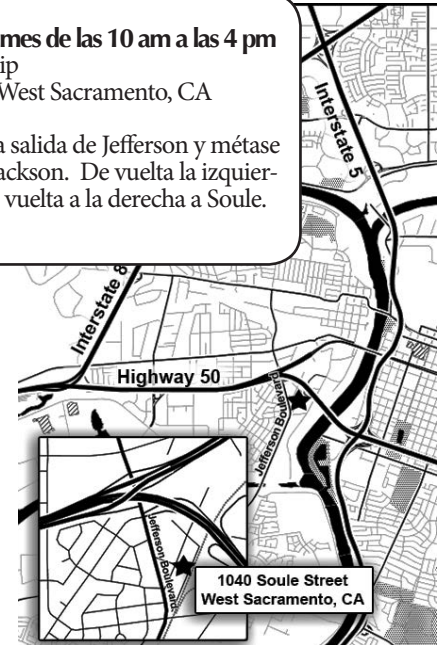 mes de las 10 am a las 4 pm
ip
West Sacramento, CA
a salida de Jefferson y métase
ackson. De vuelta la izquier-
vuelta a la derecha a Soule.
Interstate 5
Interstate 8
Highway 50
Jefferson Boulevard
Jefferson Boulevard
1040 Soule Street
West Sacramento, CA